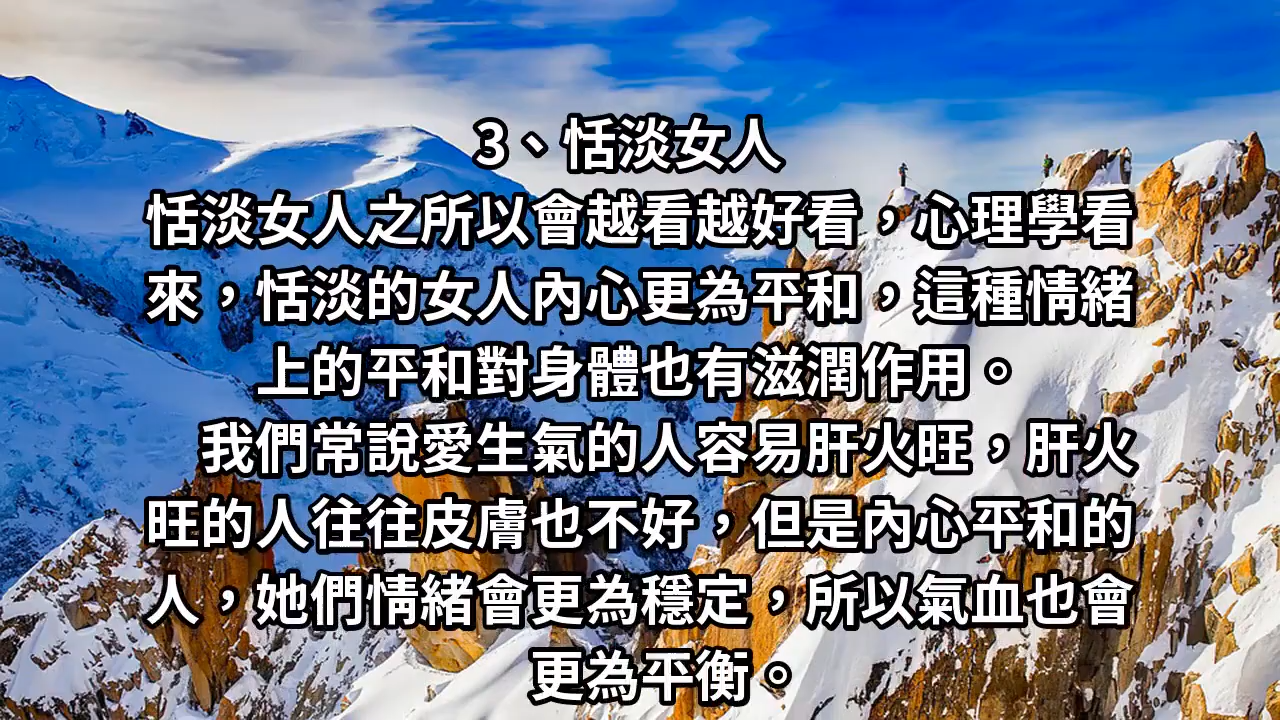 3、恬淡女人
恬淡女人之所以會越看越好看，心理學看
來，恬淡的女人內心更為平和，這種情緒
上的平和對身體也有滋潤作用。
我們常說愛生氣的人容易肝火旺，肝火
旺的人往往皮膚也不好，但是內心平和的
人，她們情緒會更為穩定，所以氣血也會
更為平衡。